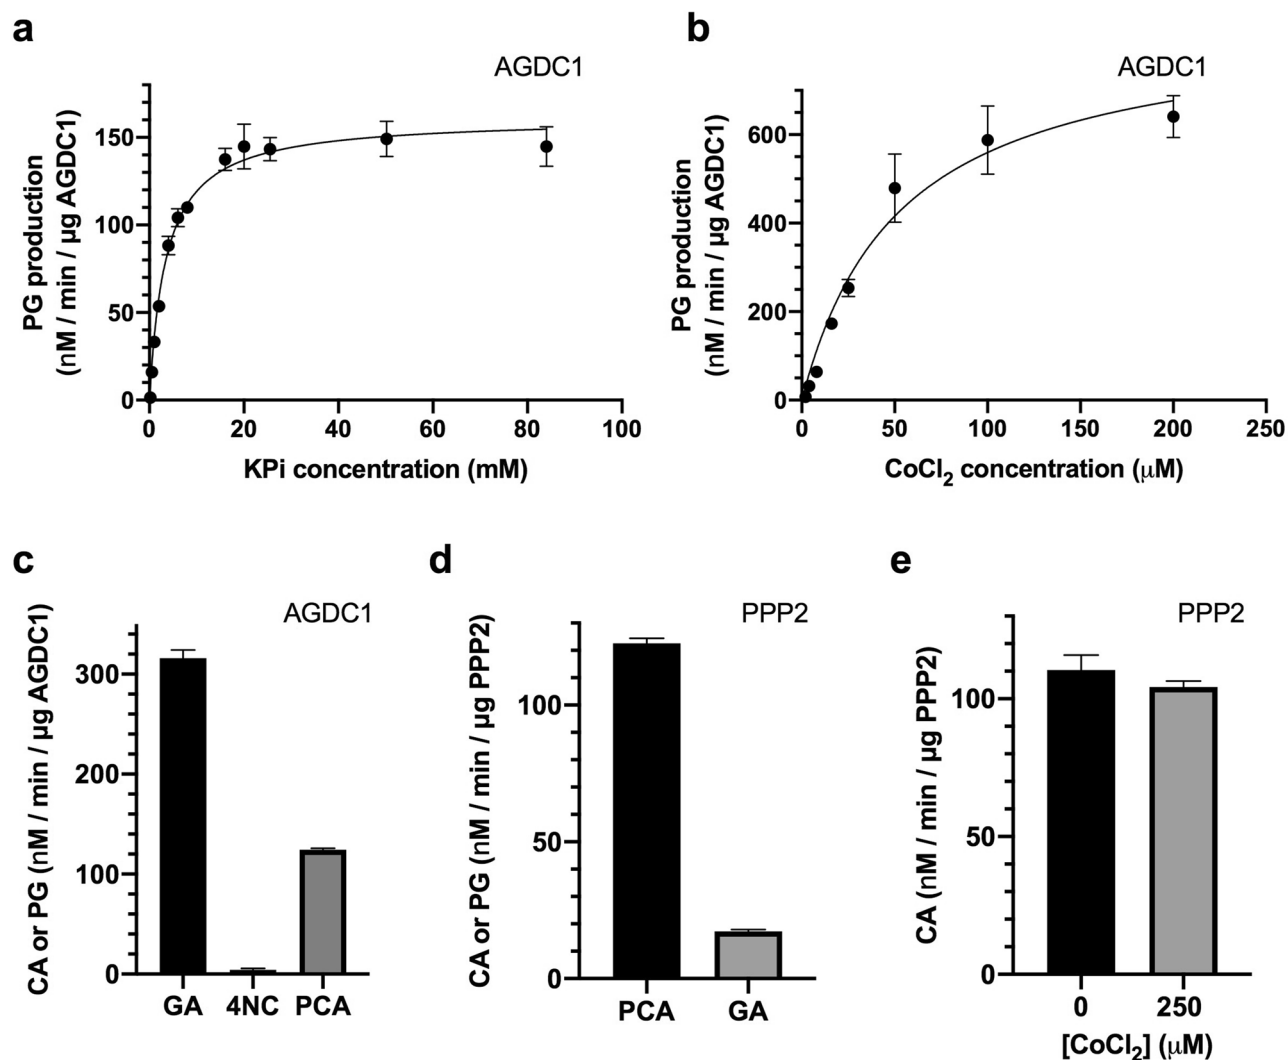 a
AGDC1
PG production
(nM / min / µg AGDC1)
150
100
50
0
0 20 40 60 80 100
KPi concentration (mM)
b
AGDC1
PG production
(nM / min / µg AGDC1)
600
400
200
0
0 50 100 150 200 250
CoCl₂ concentration (µM)
c
AGDC1
CA or PG (nM / min / µg AGDC1)
300
200
100
0
GA 4NC PCA
d
PPP2
CA or PG (nM / min / µg PPP2)
100
50
0
PCA GA
e
PPP2
CA (nM / min / µg PPP2)
100
50
0
0 250
[CoCl₂] (µM)